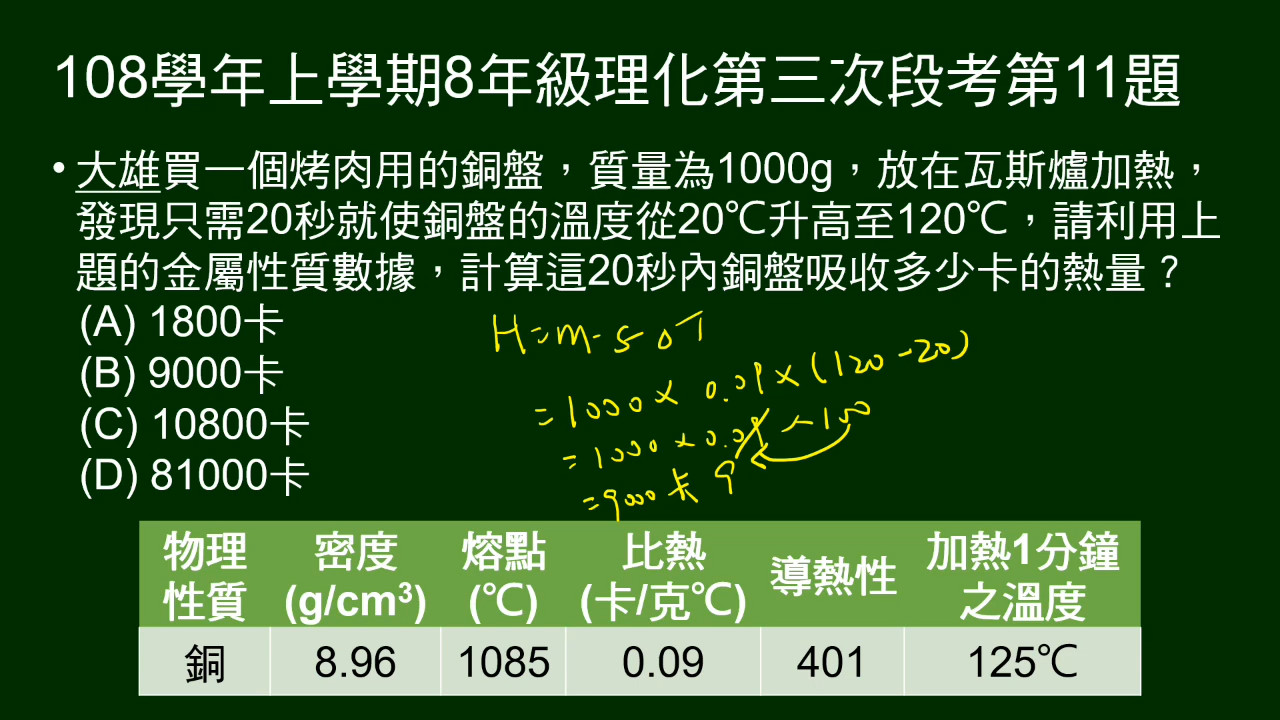 108學年上學期8年級理化第三次段考第11題
• 大雄買一個烤肉用的銅盤，質量為1000g，放在瓦斯爐加熱，
發現只需20秒就使銅盤的溫度從20℃升高至120℃，請利用上
題的金屬性質數據，計算這20秒內銅盤吸收多少卡的熱量？
(A) 1800卡
(B) 9000卡
(C) 10800卡
(D) 81000卡
H=m·SΔT
=1000×0.09×(120-20)
=1000×0.09×100
9
=9000卡
物理性質 密度(g/cm³) 熔點(℃) 比熱(卡/克℃) 導熱性 加熱1分鐘之溫度
銅 8.96 1085 0.09 401 125℃